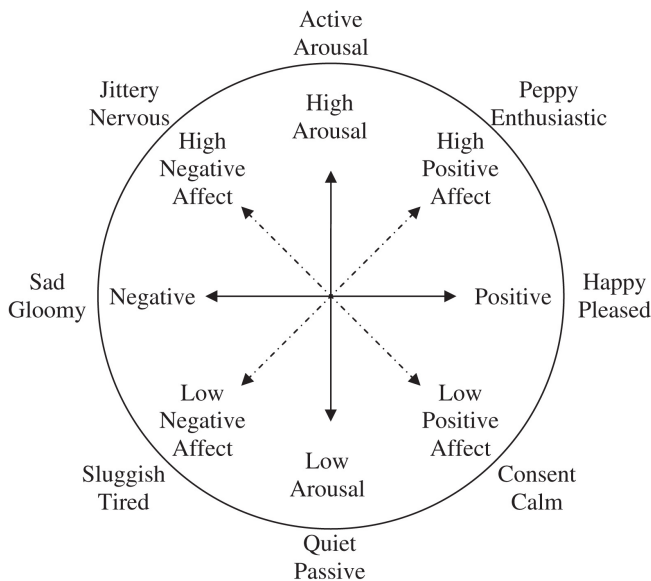 Active
Arousal
Jittery
Nervous
Peppy
Enthusiastic
High
Arousal
High
Negative
Affect
High
Positive
Affect
Sad
Gloomy
Negative
Positive
Happy
Pleased
Low
Negative
Affect
Low
Positive
Affect
Low
Arousal
Sluggish
Tired
Consent
Calm
Quiet
Passive